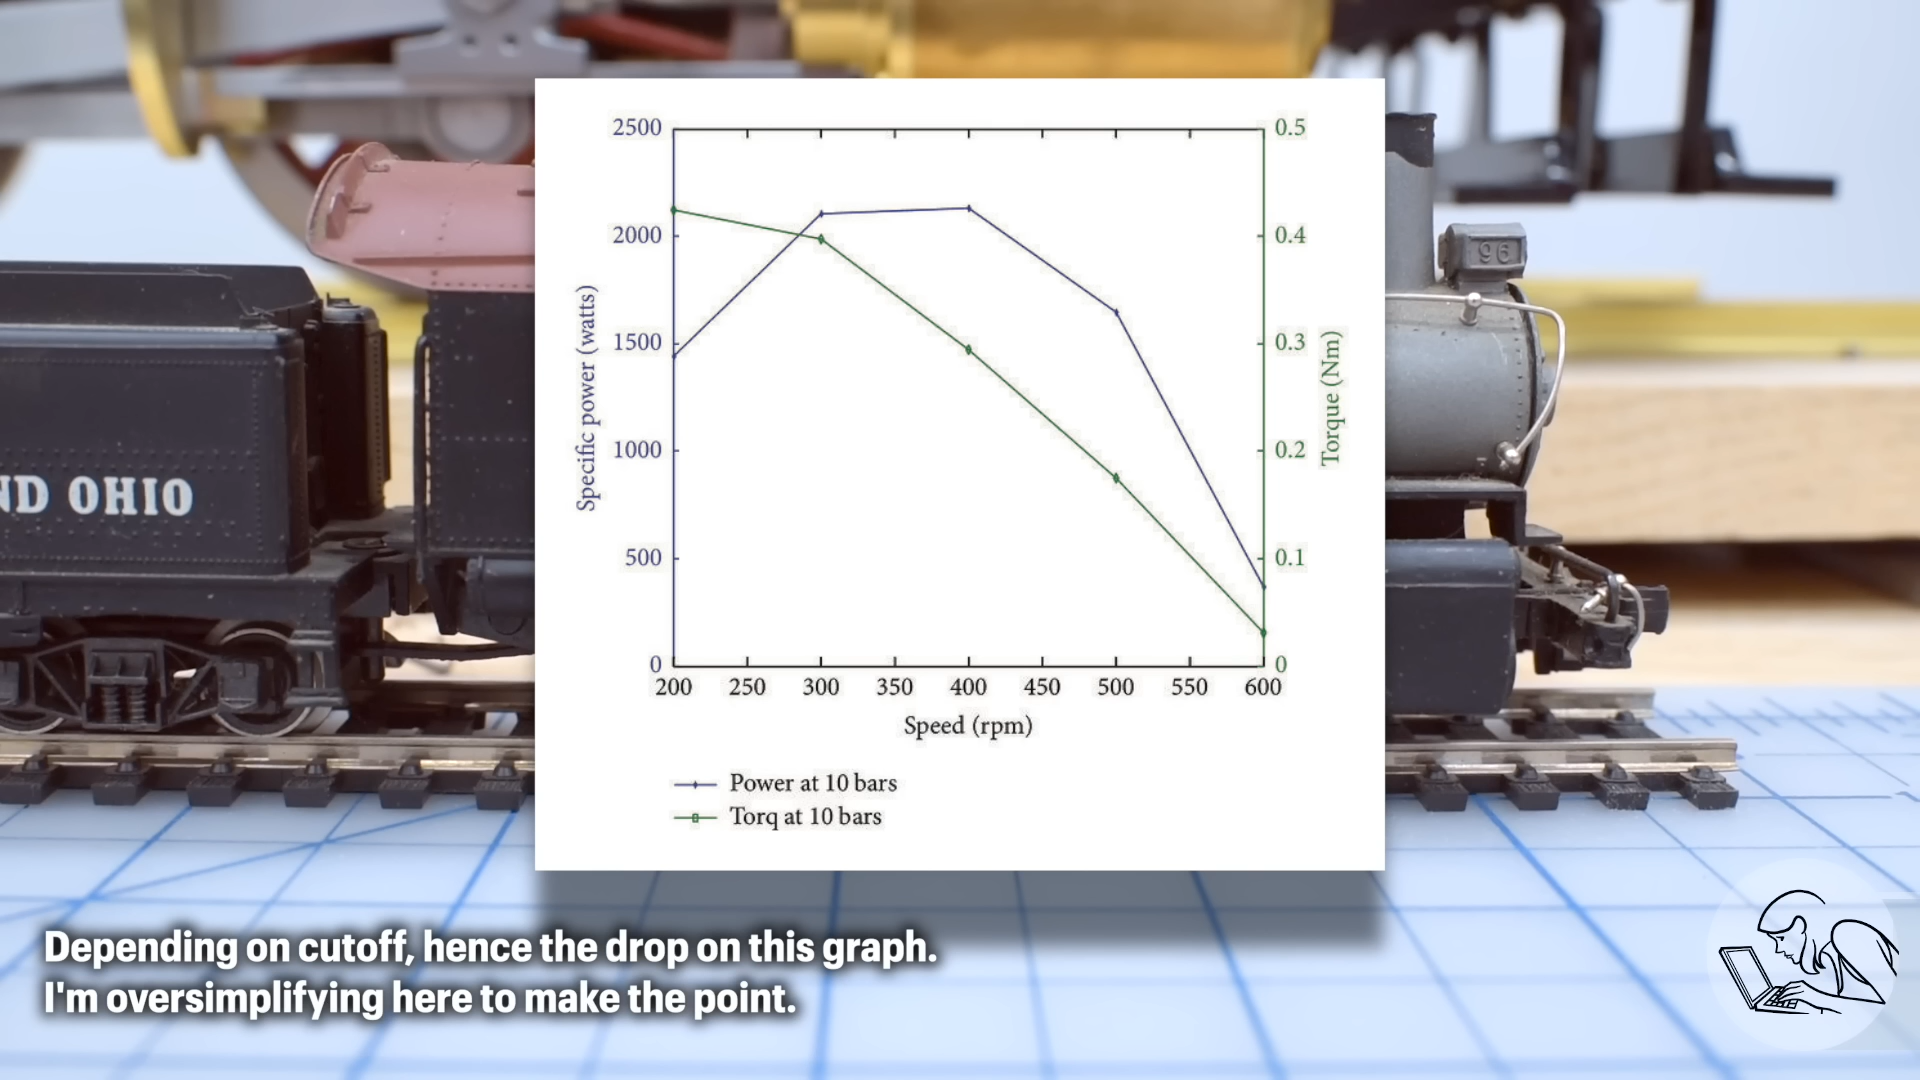 2500
2000
1500
1000
500
0
0.5
0.4
0.3
0.2
0.1
0
200 250 300 350 400 450 500 550 600
Specific power (watts)
Torque (Nm)
Speed (rpm)
Power at 10 bars
Torq at 10 bars
ND OHIO
96
Depending on cutoff, hence the drop on this graph.
I'm oversimplifying here to make the point.